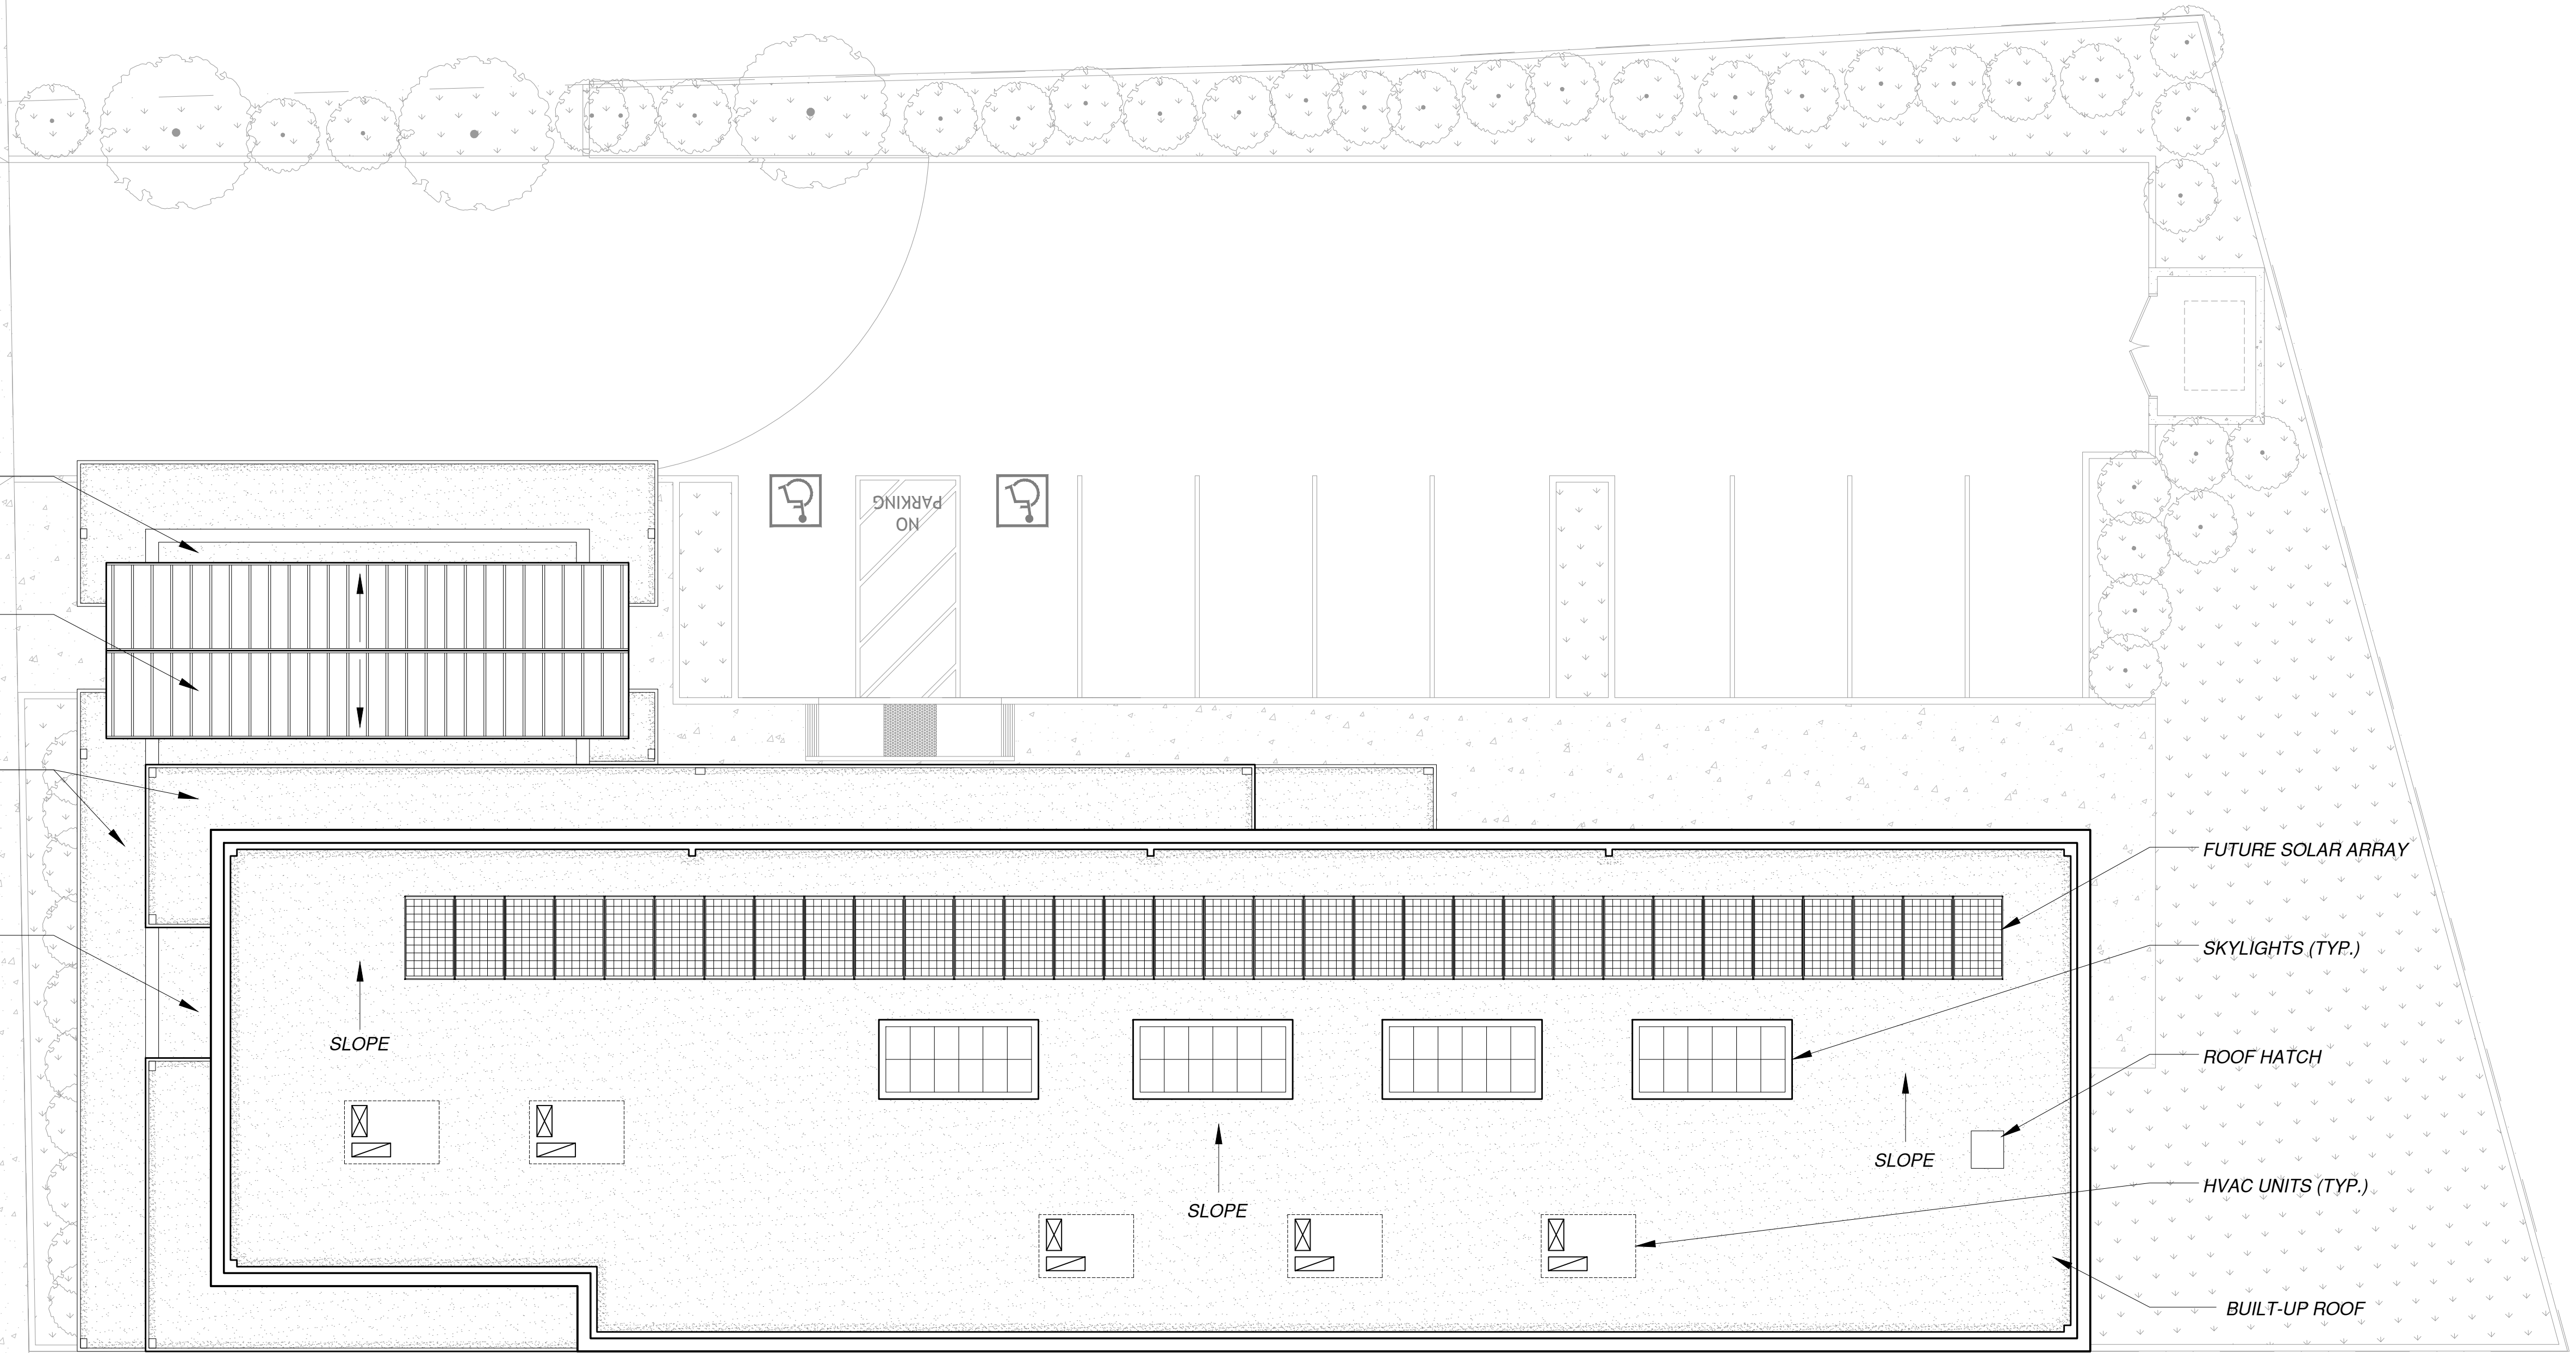 NO
PARKING
FUTURE SOLAR ARRAY
SKYLIGHTS (TYP.)
SLOPE
ROOF HATCH
SLOPE
HVAC UNITS (TYP.)
SLOPE
BUILT-UP ROOF